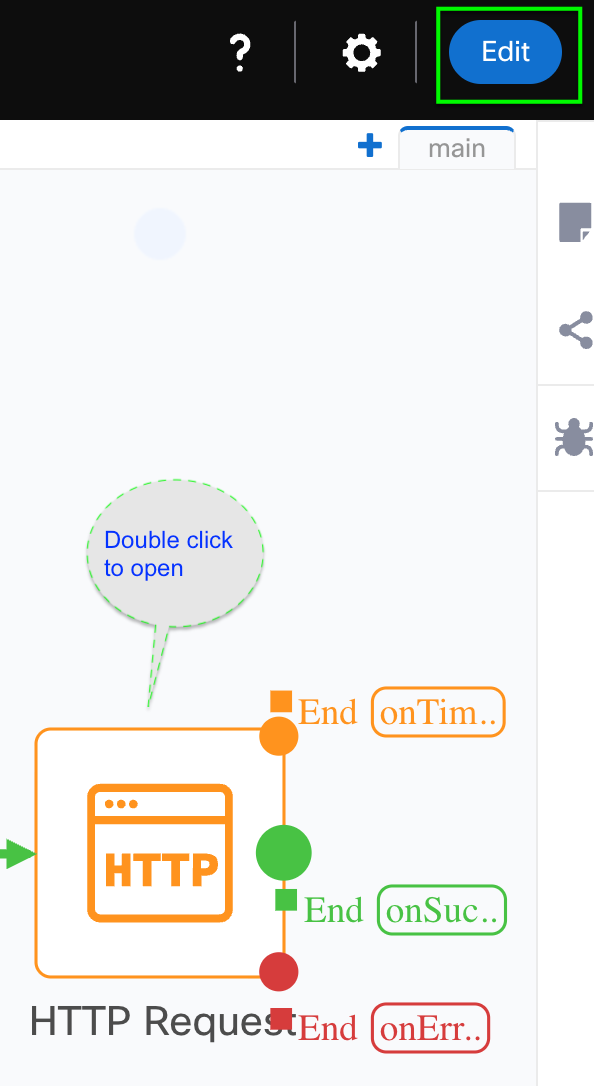 ?
Edit
main
Double click
to open
End onTim..
HTTP
End onSuc..
HTTP Request
End onErr..